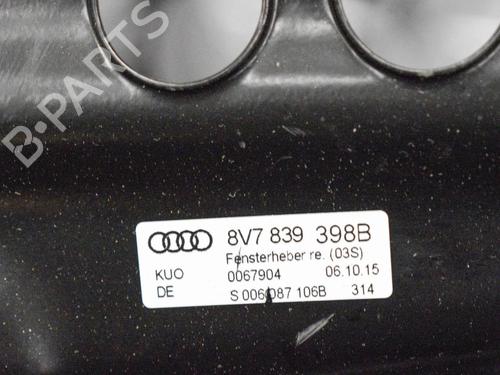 B-PARTS
8V7 839 398B
Fensterheber re. (03S)
KUO 0067904 06.10.15
DE S 006 087 106B 314